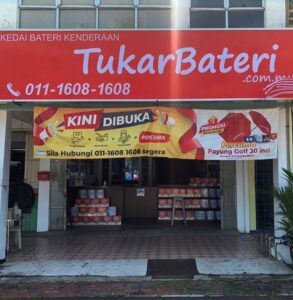 KEDAI BATERI KENDERAAN
TukarBateri
.com.my
011-1608-1608
KINI DIBUKA
PROMOSI
PERCUMA
Percuma
Payung Golf 30 inci
Sila Hubungi 011-1608 1608 segera